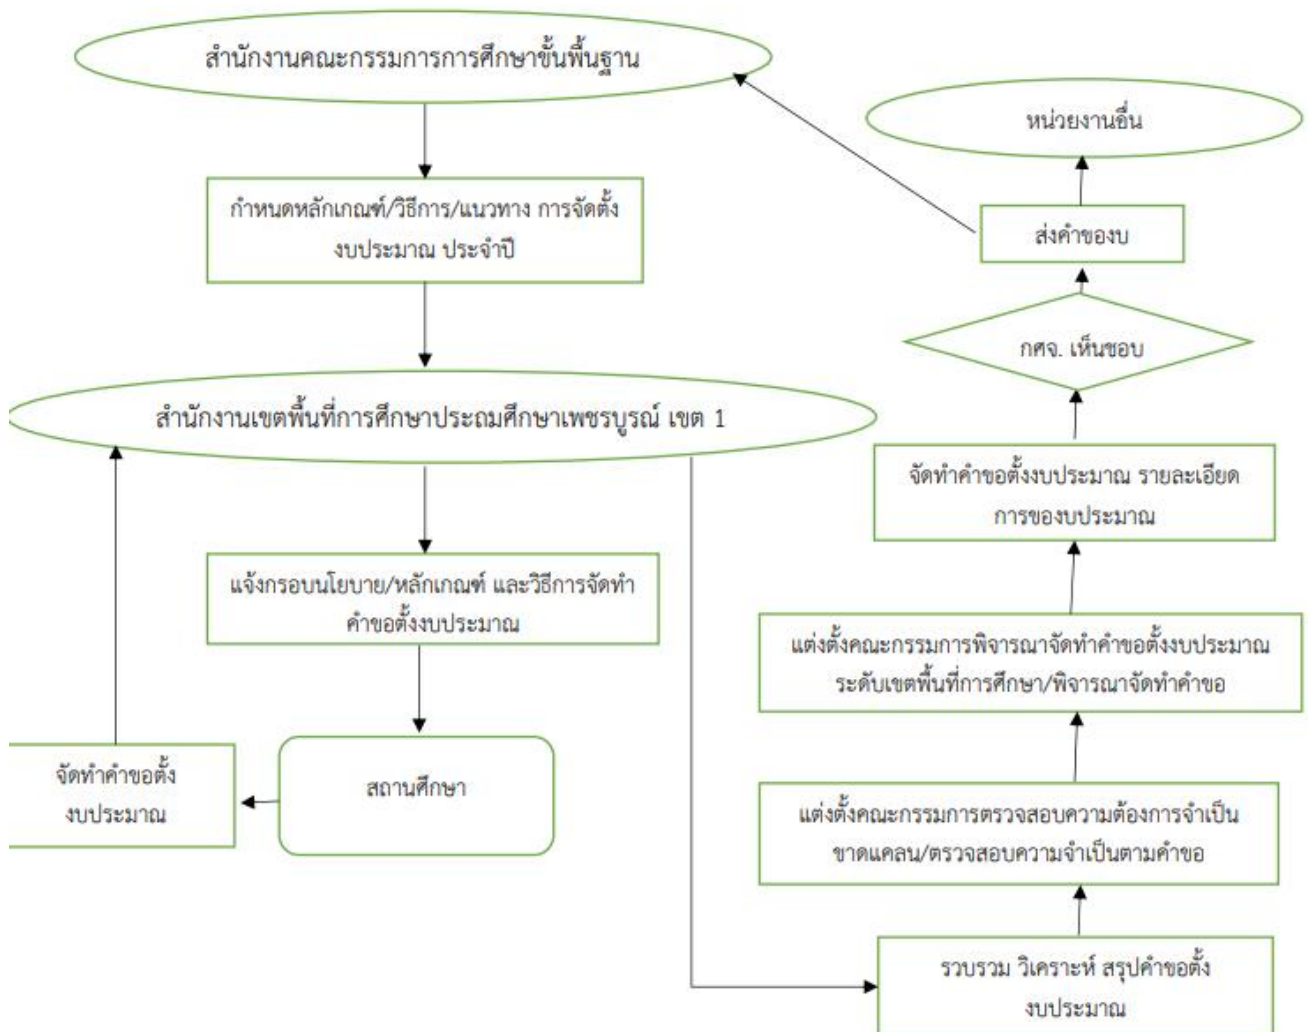 สำนักงานคณะกรรมการการศึกษาขั้นพื้นฐาน
หน่วยงานอื่น
กำหนดหลักเกณฑ์/วิธีการ/แนวทาง การจัดตั้ง
งบประมาณ ประจำปี
ส่งคำของบ
กศจ. เห็นชอบ
สำนักงานเขตพื้นที่การศึกษาประถมศึกษาเพชรบูรณ์ เขต 1
จัดทำคำขอตั้งงบประมาณ รายละเอียด
การของบประมาณ
แจ้งกรอบนโยบาย/หลักเกณฑ์ และวิธีการจัดทำ
คำขอตั้งงบประมาณ
แต่งตั้งคณะกรรมการพิจารณาจัดทำคำขอตั้งงบประมาณ
ระดับเขตพื้นที่การศึกษา/พิจารณาจัดทำคำขอ
จัดทำคำขอตั้ง
งบประมาณ
สถานศึกษา
แต่งตั้งคณะกรรมการตรวจสอบความต้องการจำเป็น
ขาดแคลน/ตรวจสอบความจำเป็นตามคำขอ
รวบรวม วิเคราะห์ สรุปคำขอตั้ง
งบประมาณ